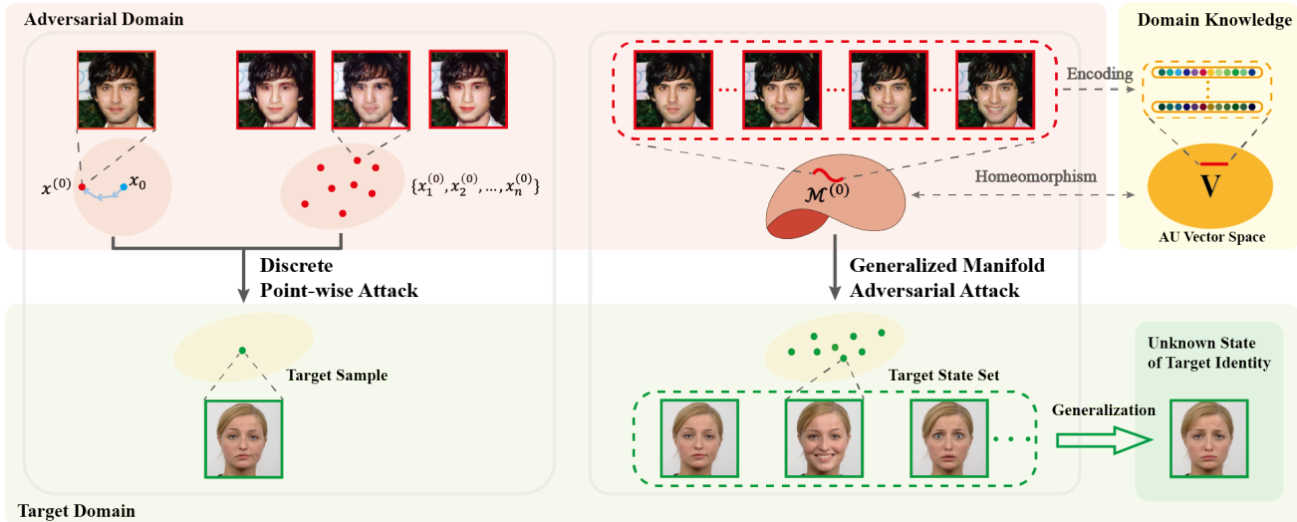 Adversarial Domain
Domain Knowledge
Encoding
x^{(0)}
x_0
{x_1^{(0)}, x_2^{(0)}, ..., x_n^{(0)}}
M^{(0)}
Homeomorphism
V
AU Vector Space
Discrete
Point-wise Attack
Generalized Manifold
Adversarial Attack
Target Sample
Target State Set
Unknown State
of Target Identity
Generalization
Target Domain